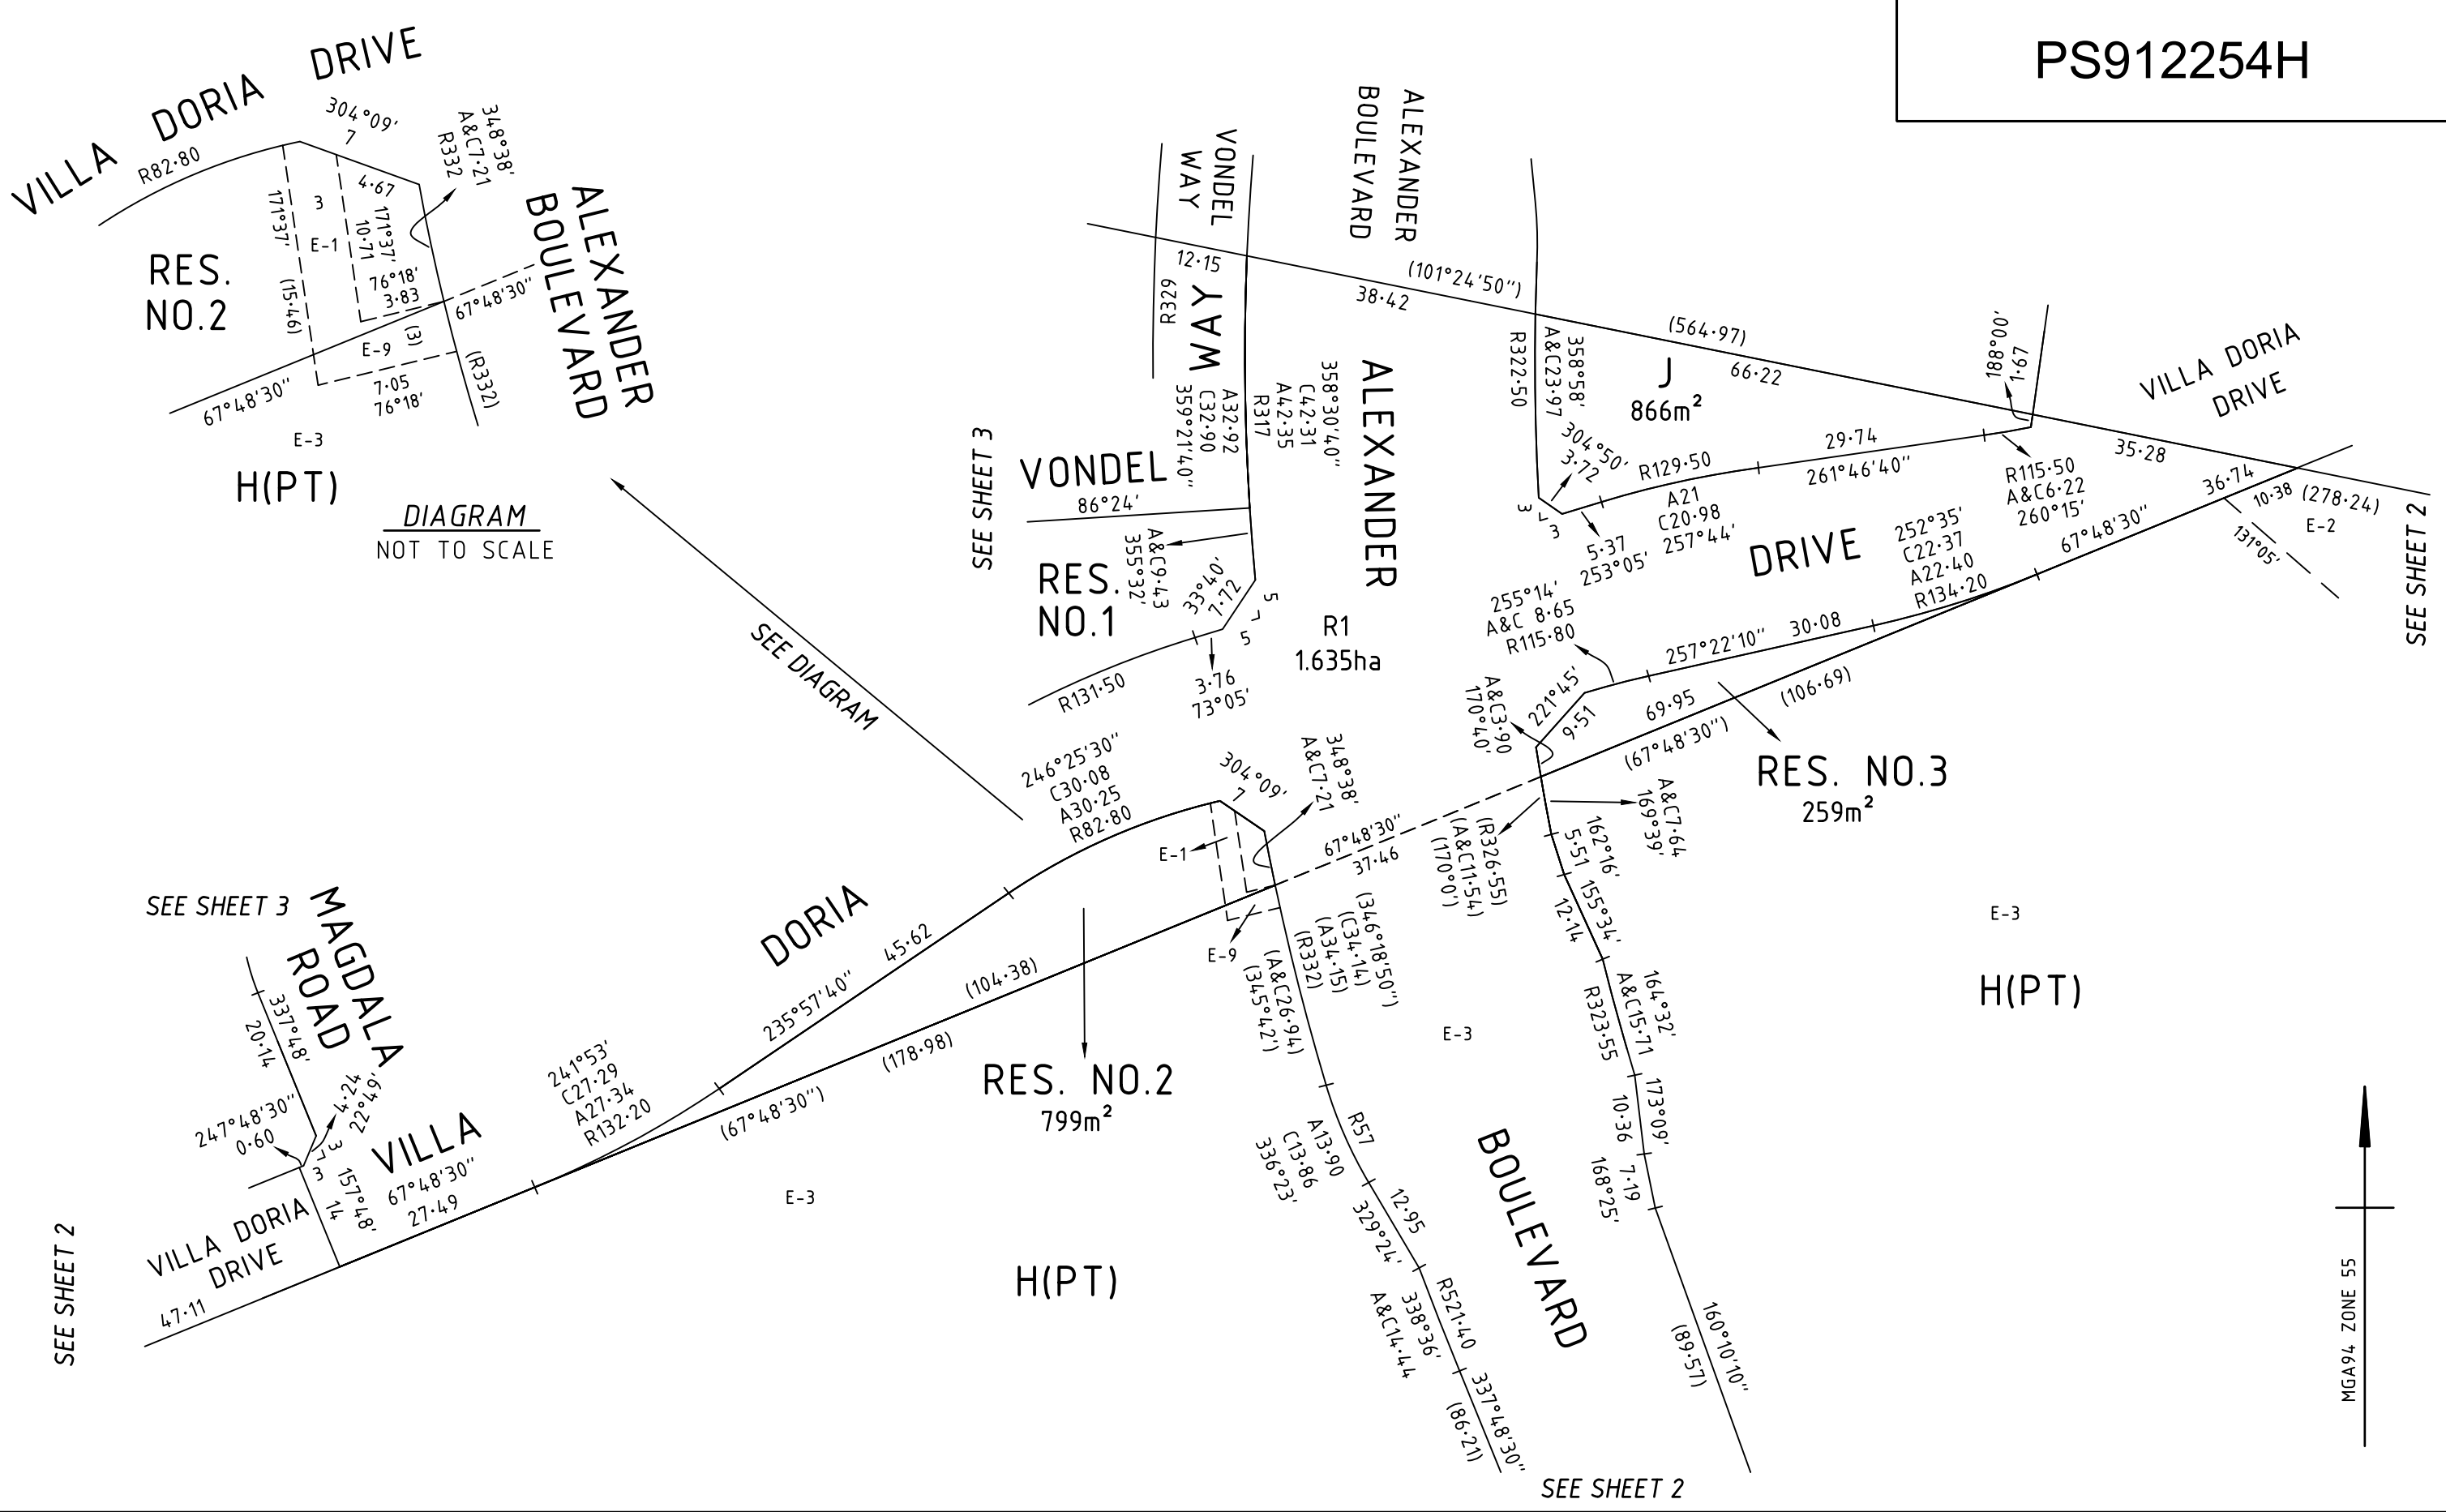 PS912254H
VILLA DORIA DRIVE
R82·80
304°09'
7
348°38'
A&C7·21
R332
4·67
3
E-1
171°37'
10·71
171°37'
(15·46)
76°18'
3·83
67°48'30"
RES.
NO.2
ALEXANDER
BOULEVARD
E-9
(3)
(R332)
7·05
76°18'
67°48'30"
E-3
H(PT)
DIAGRAM
NOT TO SCALE
SEE DIAGRAM
VONDEL
WAY
ALEXANDER
BOULEVARD
12·15
R329
38·42
(101°24'50")
(564·97)
66·22
WAY
A32·92
C32·90
359°21'40"
358°30'40"
C42·31
A42·35
R317
ALEXANDER
R322·50
358°58'
A&C23·97
J
866m²
188°00'
1·67
VILLA DORIA
DRIVE
304°50'
3·72
3
L
3
R129·50
A21
C20·98
257°44'
29·74
261°46'40"
R115·50
A&C6·22
260°15'
35·28
36·74
10·38
(278·24)
E-2
131°05'
SEE SHEET 2
SEE SHEET 3
VONDEL
86°24'
A&C9·43
355°32'
RES.
NO.1
33°40'
7·72
5
L
5
R131·50
3·76
73°05'
R1
1.635ha
5·37
253°05'
DRIVE
252°35'
C22·37
A22·40
R134·20
67°48'30"
255°14'
A&C 8·65
R115·80
257°22'10"
30·08
221°45'
9·51
A&C3·90
170°40'
69·95
(106·69)
(67°48'30")
RES. NO.3
259m²
A&C7·64
169°39'
246°25'30"
C30·08
A30·25
R82·80
304°09'
7
348°38'
A&C7·21
E-1
67°48'30"
37·46
(R326·55)
(A&C11·54)
(170°0')
E-9
(346°18'50")
(C34·14)
(A34·15)
(R332)
(A&C26·94)
(345°42')
162°16'
5·51
155°34'
12·14
164°32'
A&C15·71
R323·55
173°09'
10·36
7·19
168°25'
160°10'10"
(89·57)
E-3
H(PT)
E-3
SEE SHEET 3
MAGDALA
ROAD
337°48'
20·14
4·24
22°49'
247°48'30"
0·60
3
L
3
157°48'
14
VILLA
67°48'30"
27·49
VILLA DORIA
DRIVE
47·11
SEE SHEET 2
241°53'
C27·29
A27·34
R132·20
DORIA
235°57'40"
45·62
(104·38)
(178·98)
(67°48'30")
RES. NO.2
799m²
E-3
H(PT)
R57
A13·90
C13·86
336°23'
12·95
329°24'
R521·40
338°36'
A&C14·44
337°48'30"
(86·21)
BOULEVARD
SEE SHEET 2
MGA94 ZONE 55